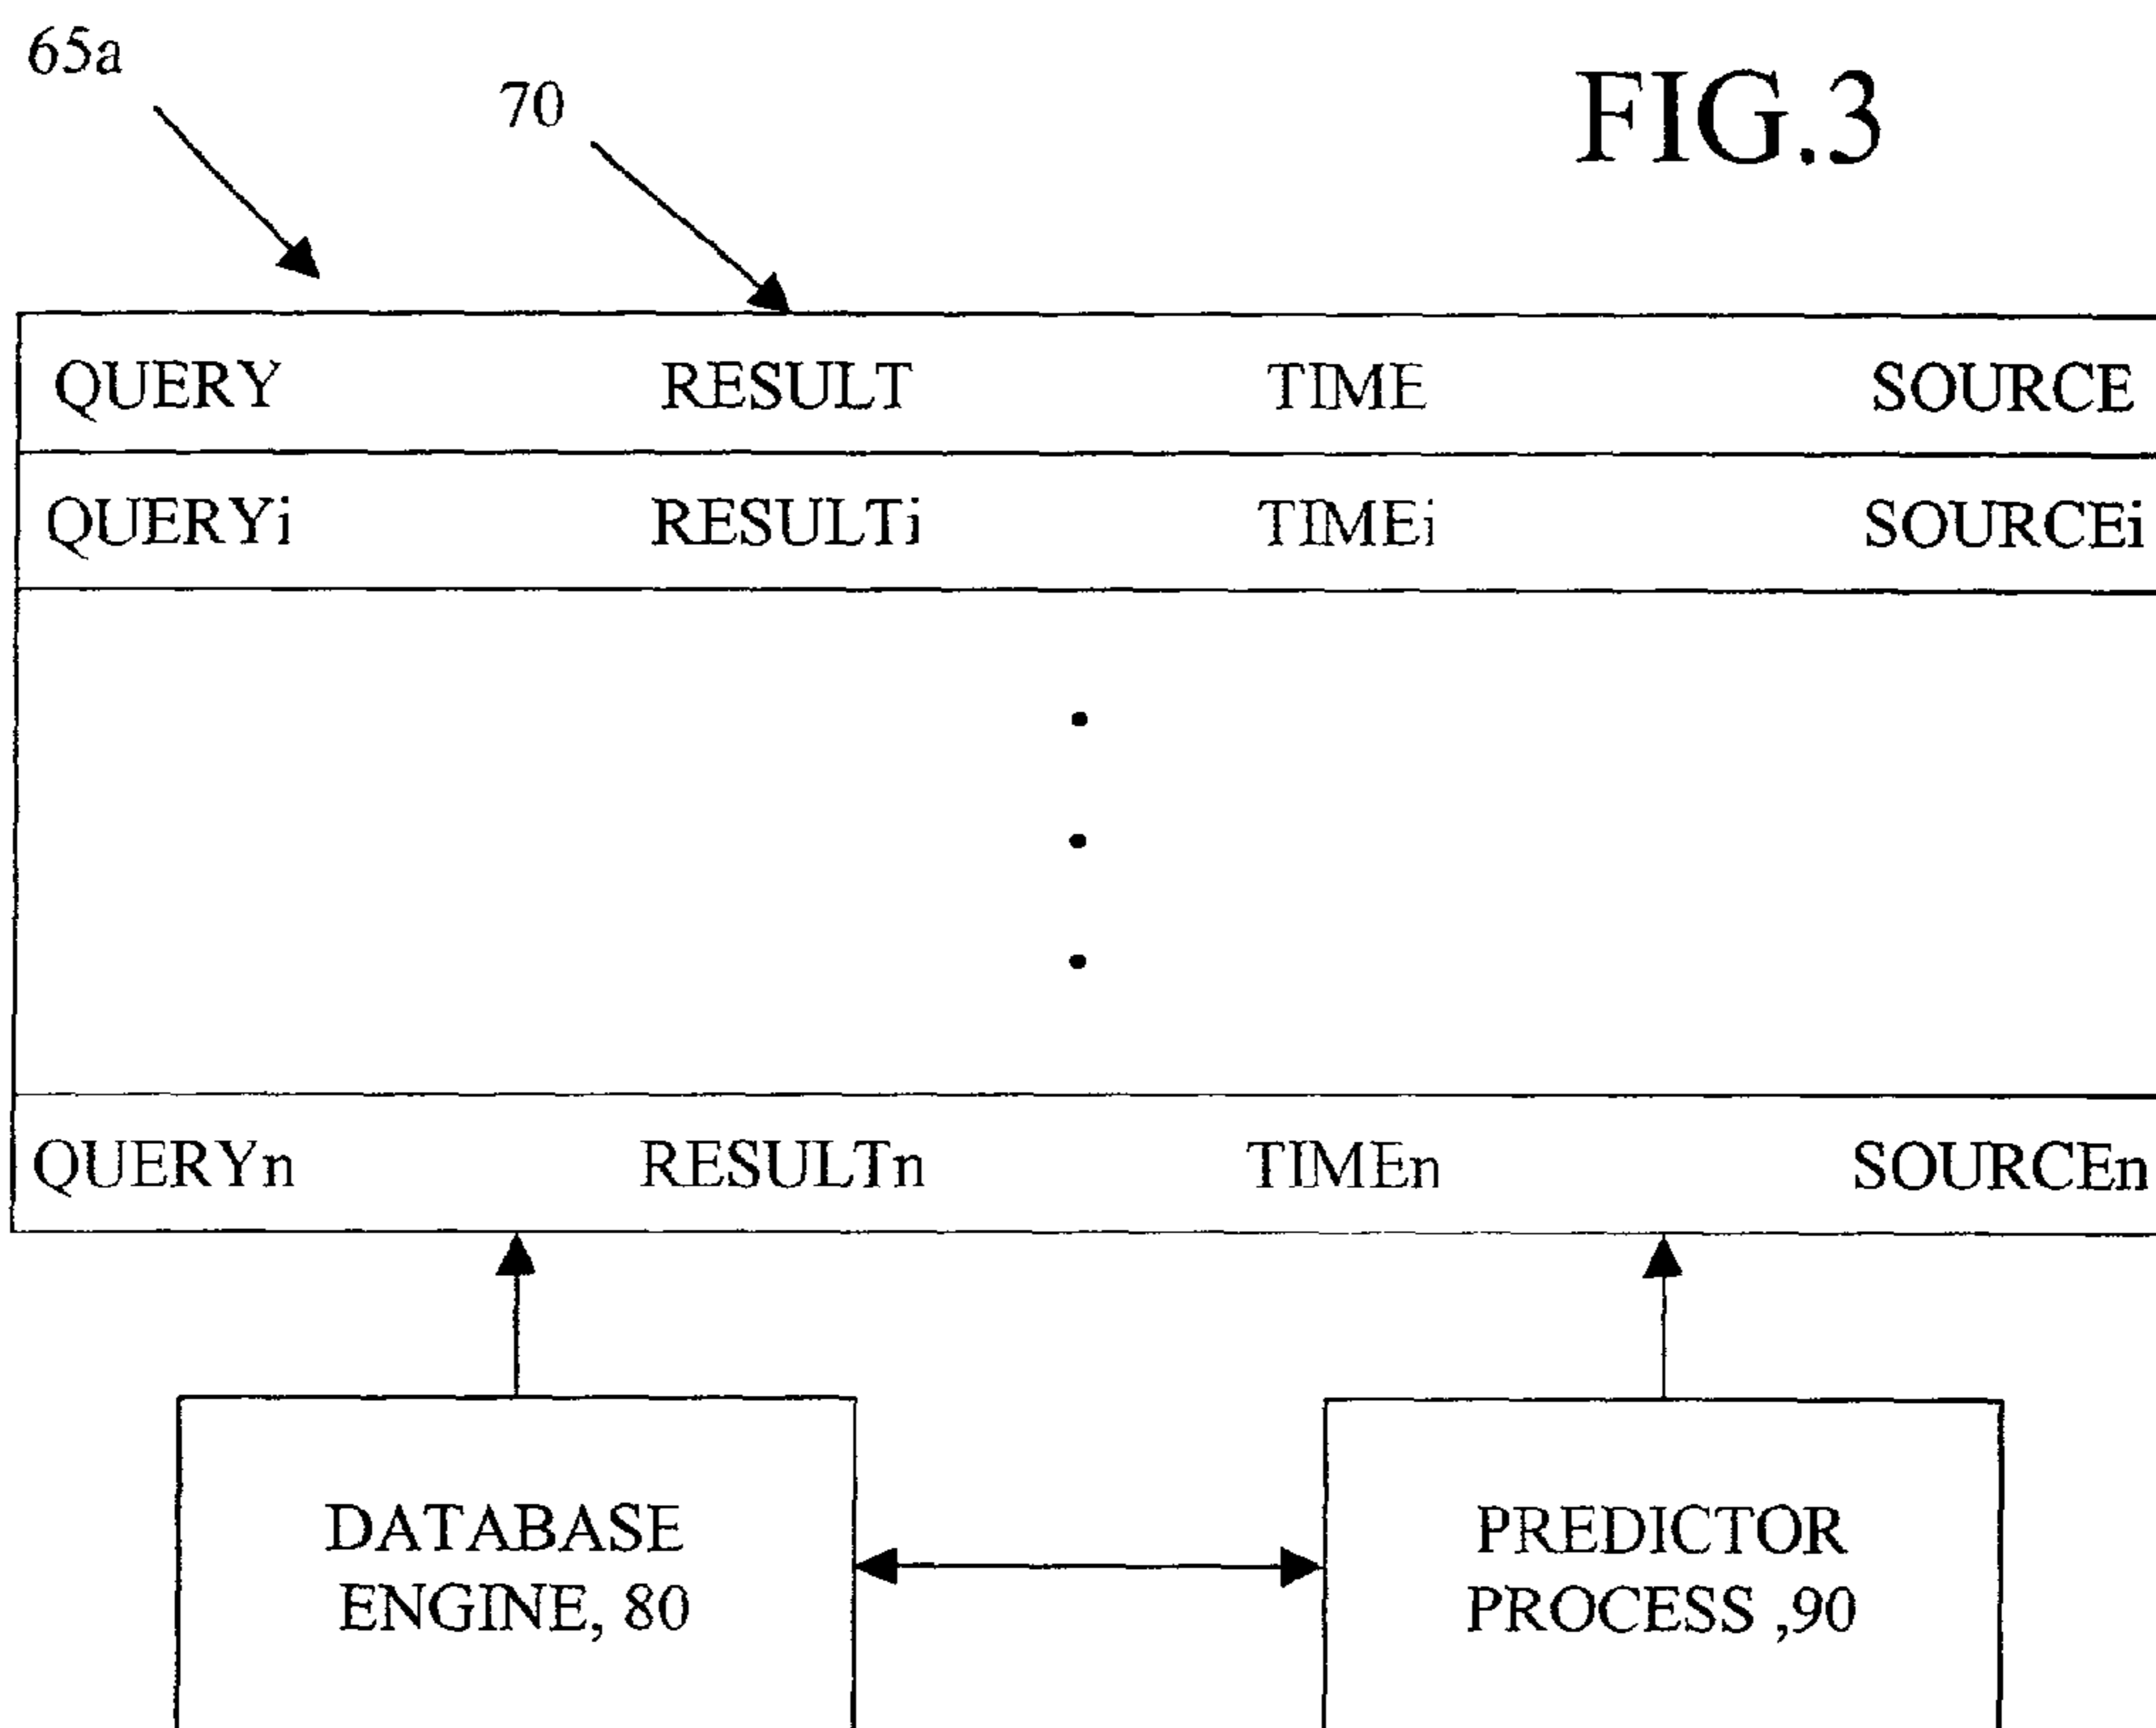 65a
70
FIG.3
QUERY RESULT TIME SOURCE
QUERYi RESULTi TIMEi SOURCEi
QUERYn RESULTn TIMEn SOURCEn
DATABASE
ENGINE, 80
PREDICTOR
PROCESS ,90